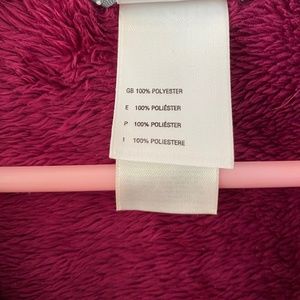 GB 100% POLYESTER
E 100% POLIÉSTER
P 100% POLIÉSTER
I 100% POLIESTERE